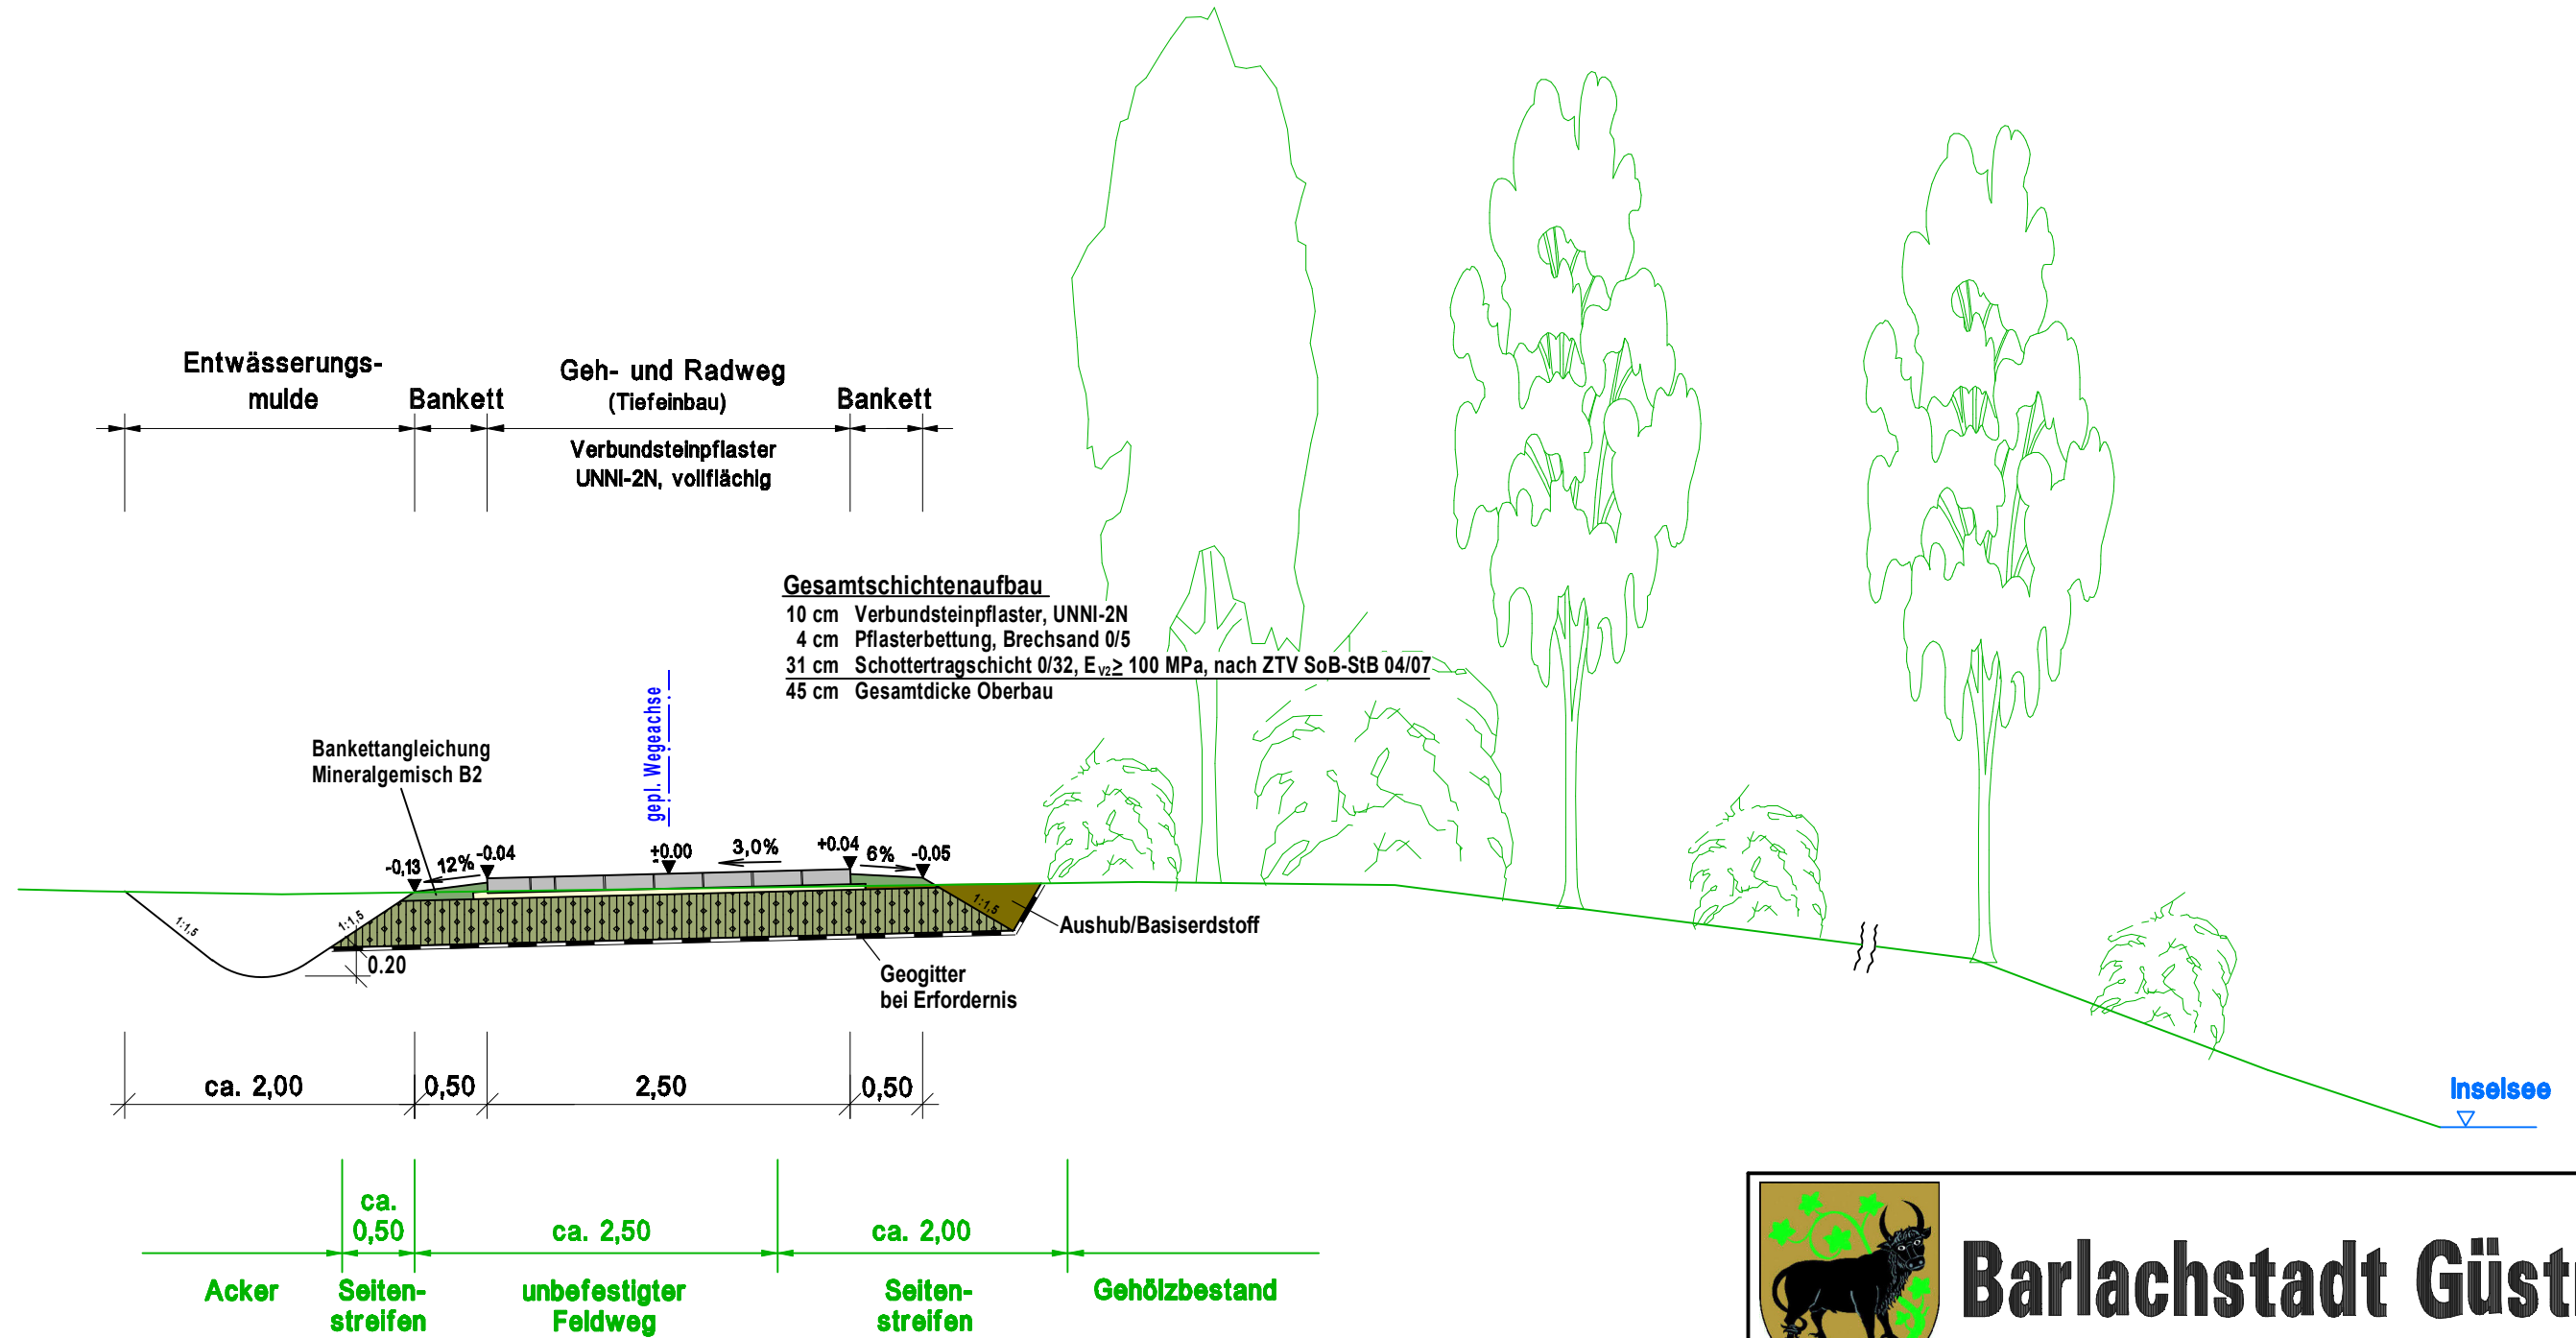 Entwässerungs-
mulde
Bankett
Geh- und Radweg
(Tiefeinbau)
Bankett
Verbundsteinpflaster
UNNI-2N, vollflächig
Gesamtschichtenaufbau
10 cm Verbundsteinpflaster, UNNI-2N
4 cm Pflasterbettung, Brechsand 0/5
31 cm Schottertragschicht 0/32, Ev2≥ 100 MPa, nach ZTV SoB-StB 04/07
45 cm Gesamtdicke Oberbau
gepl. Wegeachse
Bankettangleichung
Mineralgemisch B2
-0,13
12%
-0.04
+0.00
3,0%
+0.04
6%
-0.05
1:1,5
1:1,5
1:1,5
0.20
Aushub/Basiserdstoff
Geogitter
bei Erfordernis
ca. 2,00
0,50
2,50
0,50
Inselsee
ca.
0,50
ca. 2,50
ca. 2,00
Acker
Seiten-
streifen
unbefestigter
Feldweg
Seiten-
streifen
Gehölzbestand
Barlachstadt Güst